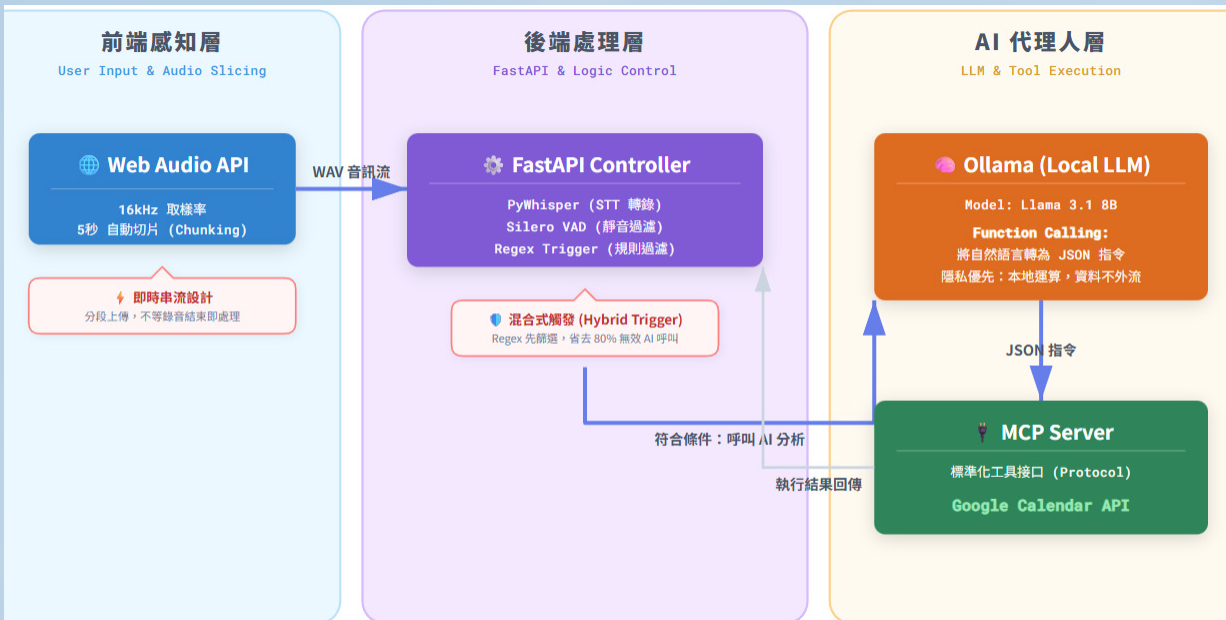 前端感知層
User Input & Audio Slicing
Web Audio API
16kHz 取樣率
5秒 自動切片 (Chunking)
即時串流設計
分段上傳，不等錄音結束即處理
WAV 音訊流
後端處理層
FastAPI & Logic Control
FastAPI Controller
PyWhisper (STT 轉錄)
Silero VAD (靜音過濾)
Regex Trigger (規則過濾)
混合式觸發 (Hybrid Trigger)
Regex 先篩選，省去 80% 無效 AI 呼叫
符合條件：呼叫 AI 分析
執行結果回傳
AI 代理人層
LLM & Tool Execution
Ollama (Local LLM)
Model: Llama 3.1 8B
Function Calling:
將自然語言轉為 JSON 指令
隱私優先：本地運算，資料不外流
JSON 指令
MCP Server
標準化工具接口 (Protocol)
Google Calendar API